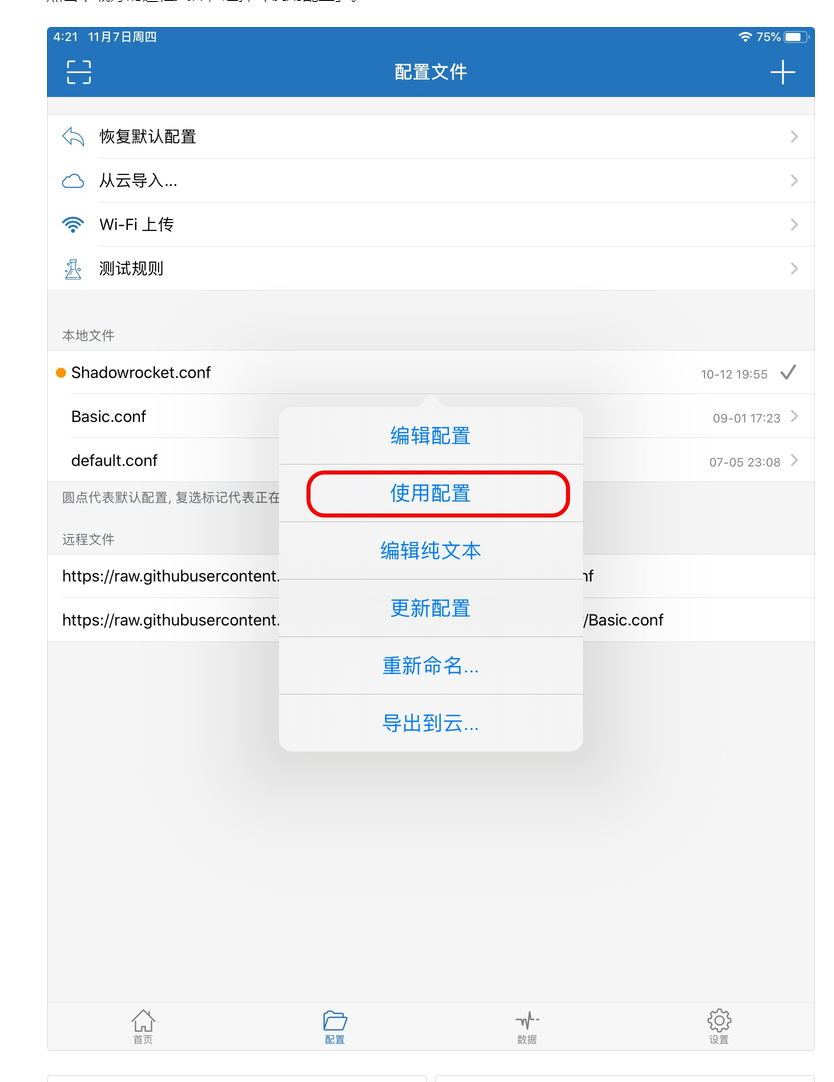 4:21 11月7日周四
75%
配置文件
恢复默认配置
从云导入...
Wi-Fi 上传
测试规则
本地文件
Shadowrocket.conf
10-12 19:55
Basic.conf
09-01 17:23
default.conf
07-05 23:08
圆点代表默认配置, 复选标记代表正在
远程文件
https://raw.githubusercontent.
nf
https://raw.githubusercontent.
/Basic.conf
编辑配置
使用配置
编辑纯文本
更新配置
重新命名...
导出到云...
首页
配置
数据
设置